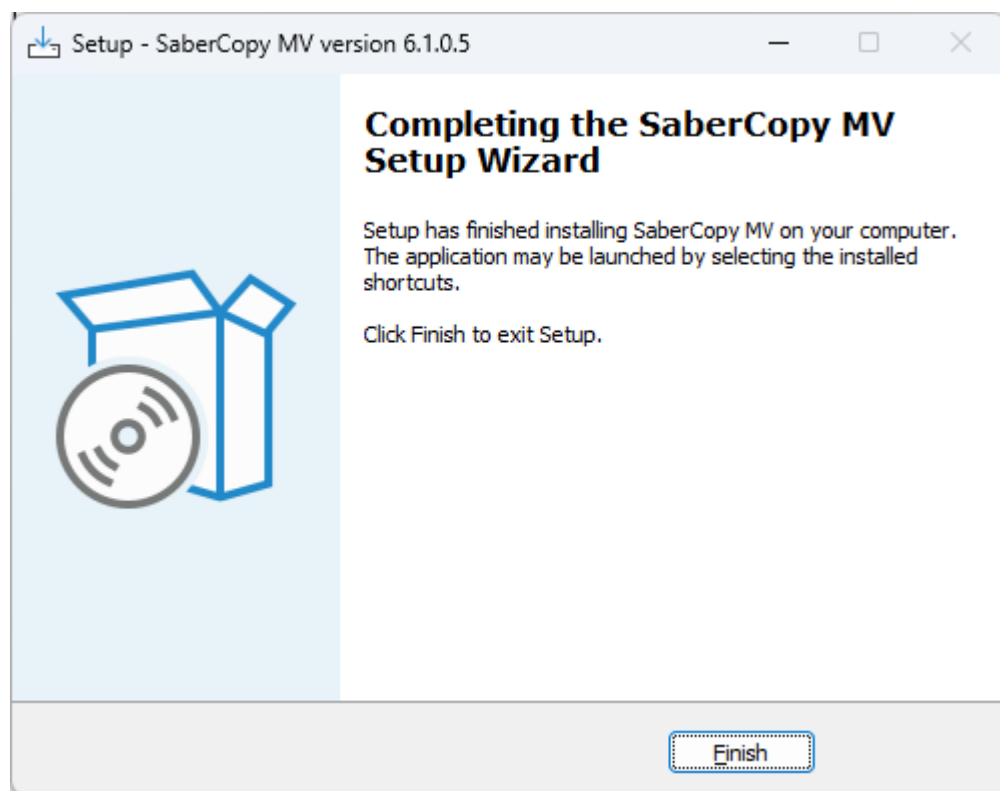 Setup - SaberCopy MV version 6.1.0.5
Completing the SaberCopy MV
Setup Wizard
Setup has finished installing SaberCopy MV on your computer.
The application may be launched by selecting the installed
shortcuts.
Click Finish to exit Setup.
Finish